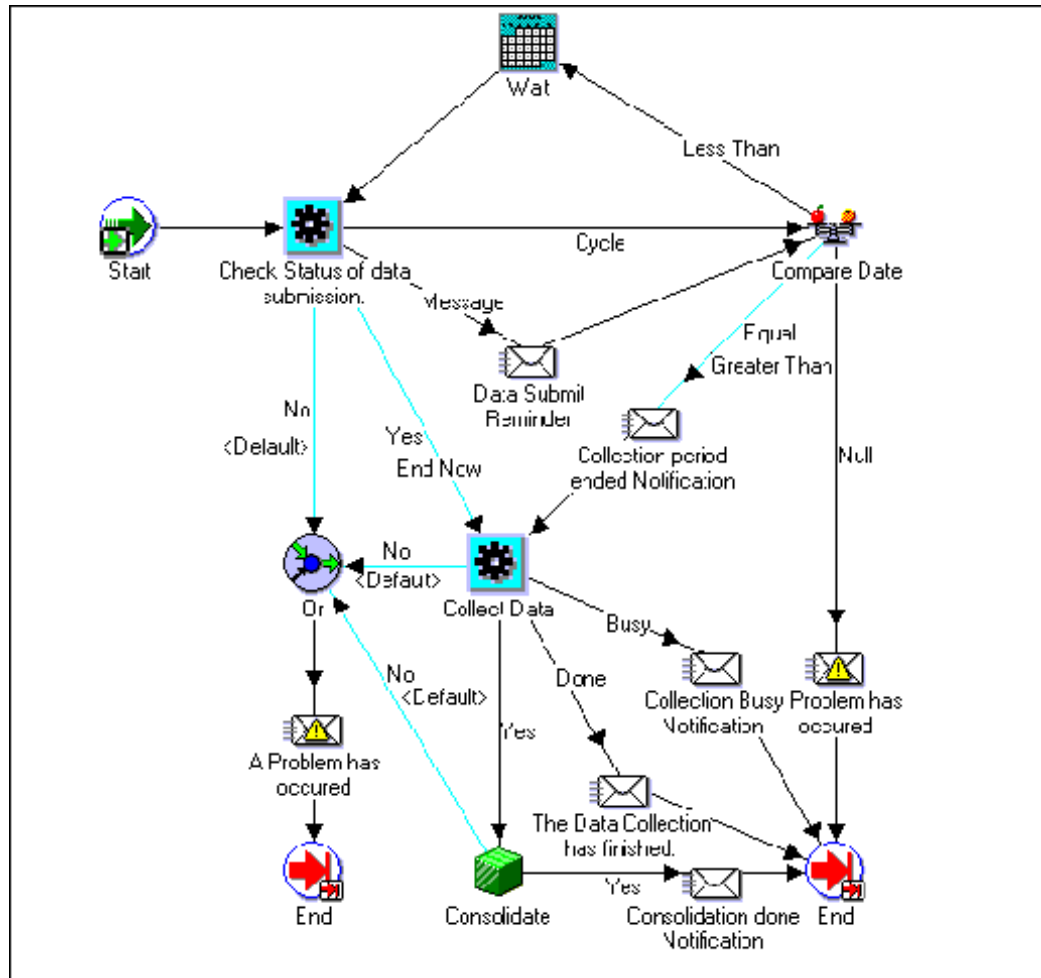 Wait
Less Than
Start
Check Status of data
submission.
Cycle
Compare Date
Message
Equal
Greater Than
Data Submit
Reminder
No
<Default>
Yes
End Now
Collection period
ended Notification
Null
No
<Defaut>
Or
Collect Data
Busy
No
<Default>
Done
Yes
Collection Busy
Notification
Problem has
occured
A Problem has
occured
The Data Collection
has finished.
End
Consolidate
Yes
Consolidation done
Notification
End